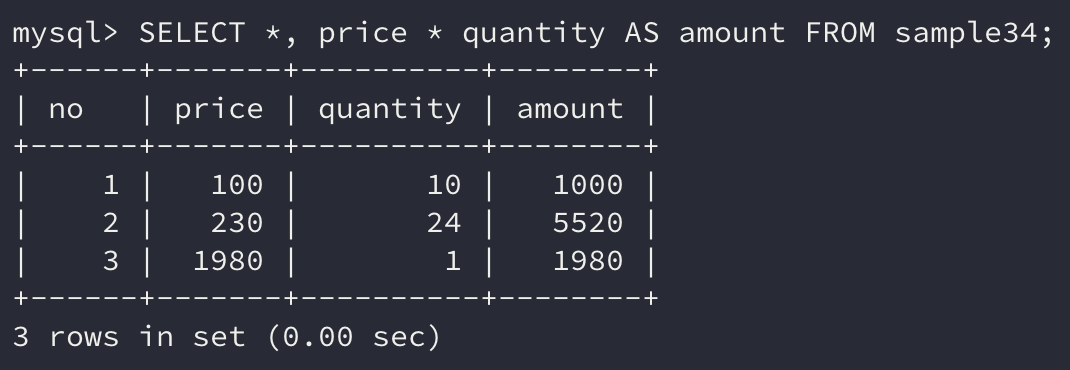 mysql> SELECT *, price * quantity AS amount FROM sample34;
+------+-------+----------+--------+
| no   | price | quantity | amount |
+------+-------+----------+--------+
|    1 |   100 |       10 |   1000 |
|    2 |   230 |       24 |   5520 |
|    3 |  1980 |        1 |   1980 |
+------+-------+----------+--------+
3 rows in set (0.00 sec)